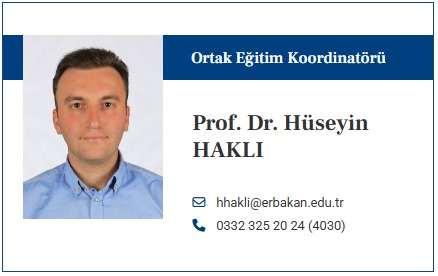 Ortak Eğitim Koordinatörü
Prof. Dr. Hüseyin
HAKLI
hhakli@erbakan.edu.tr
0332 325 20 24 (4030)